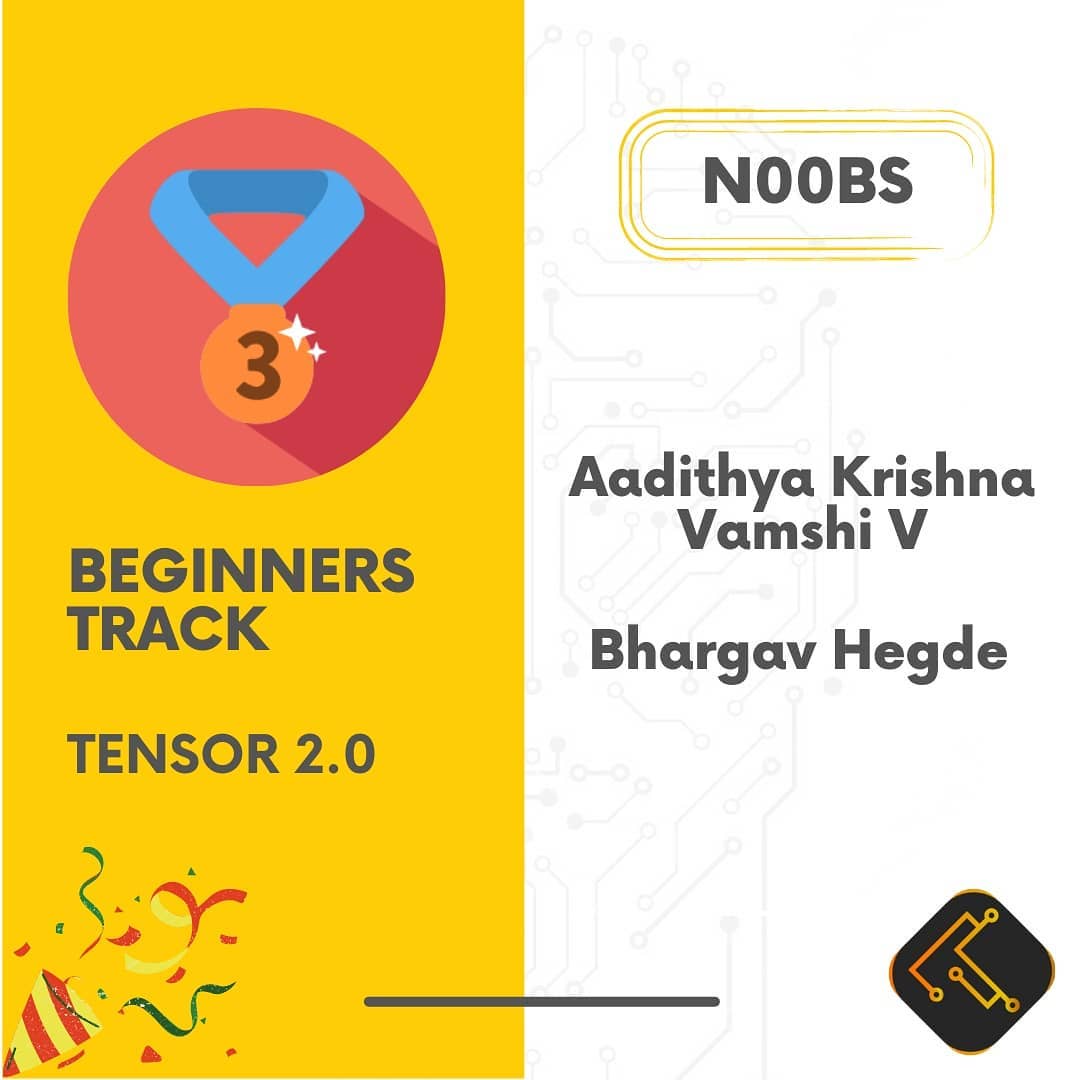 3
BEGINNERS
TRACK
TENSOR 2.0
N00BS
Aadithya Krishna
Vamshi V
Bhargav Hegde